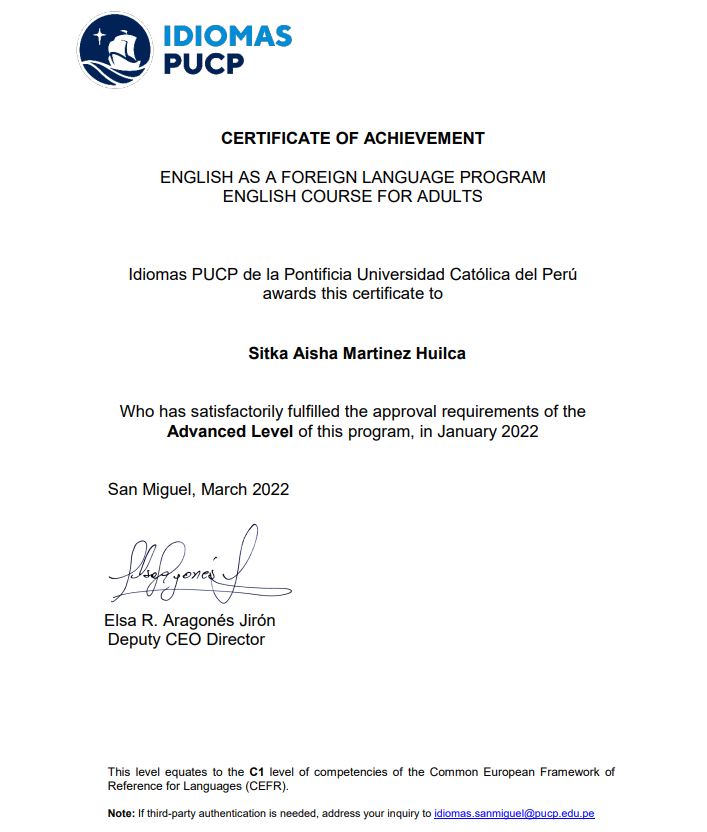 IDIOMAS
PUCP
CERTIFICATE OF ACHIEVEMENT
ENGLISH AS A FOREIGN LANGUAGE PROGRAM
ENGLISH COURSE FOR ADULTS
Idiomas PUCP de la Pontificia Universidad Católica del Perú
awards this certificate to
Sitka Aisha Martinez Huilca
Who has satisfactorily fulfilled the approval requirements of the
Advanced Level of this program, in January 2022
San Miguel, March 2022
Elsa R. Aragonés Jirón
Deputy CEO Director
This level equates to the C1 level of competencies of the Common European Framework of
Reference for Languages (CEFR).
Note: If third-party authentication is needed, address your inquiry to idiomas.sanmiguel@pucp.edu.pe